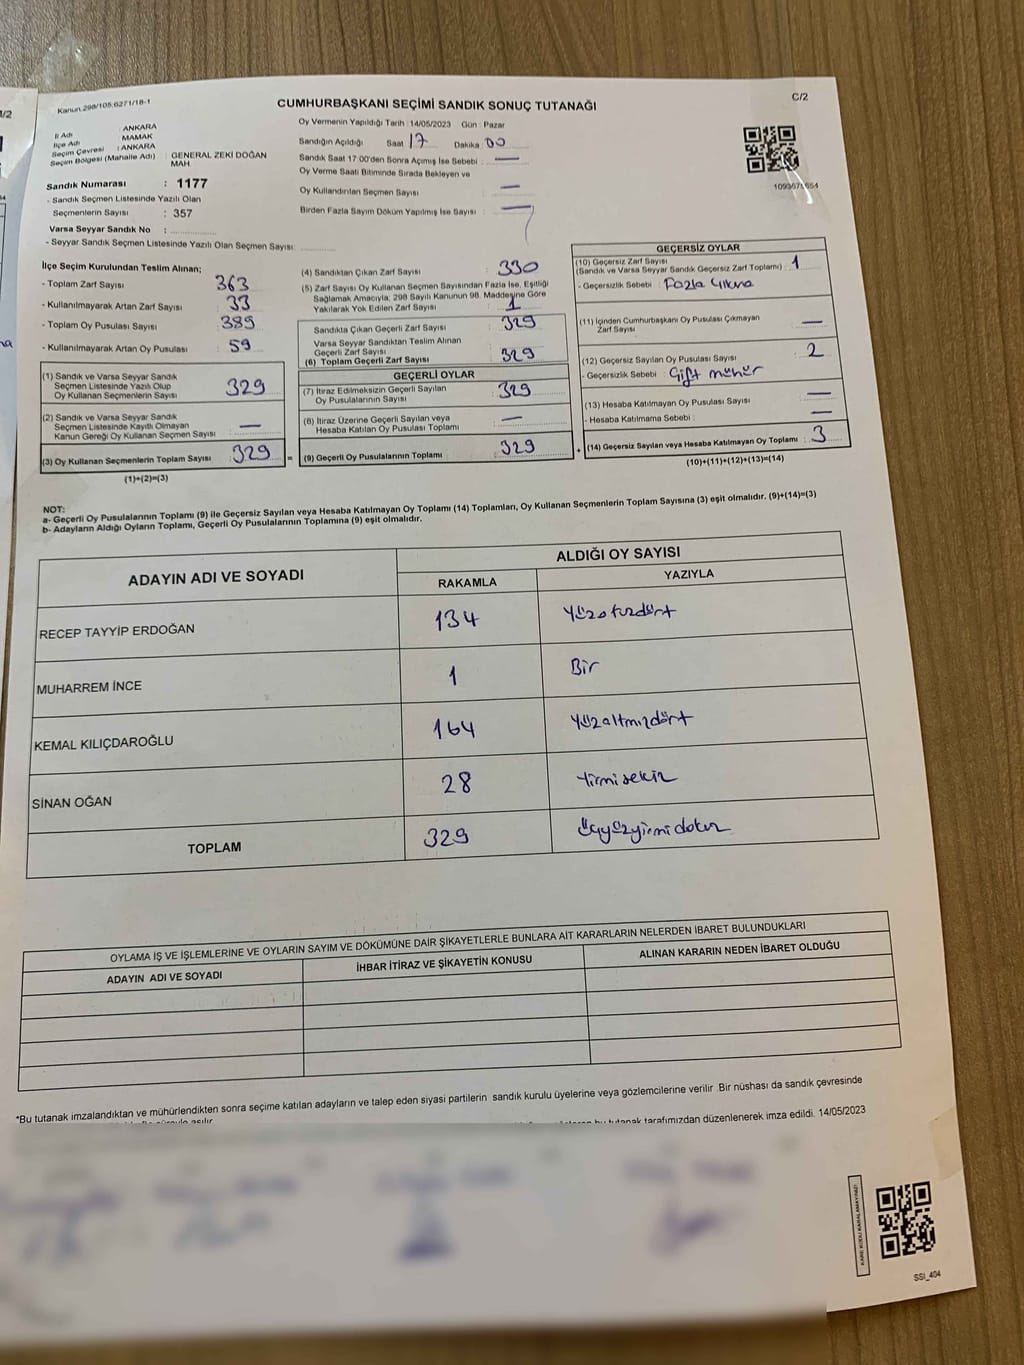 Kanun.298/105;6271/18-1
CUMHURBAŞKANI SEÇİMİ SANDIK SONUÇ TUTANAĞI
C/2
İl Adı : ANKARA
İlçe Adı : MAMAK
Seçim Çevresi : ANKARA
Seçim Bölgesi (Mahalle Adı) : GENERAL ZEKİ DOĞAN MAH.
Sandık Numarası : 1177
- Sandık Seçmen Listesinde Yazılı Olan
Seçmenlerin Sayısı : 357
Varsa Seyyar Sandık No :
- Seyyar Sandık Seçmen Listesinde Yazılı Olan Seçmen Sayısı:
Oy Vermenin Yapıldığı Tarih : 14/05/2023 Gün : Pazar
Sandığın Açıldığı Saat 17 Dakika 00
Sandık Saat 17:00'den Sonra Açılmış İse Sebebi : —
Oy Verme Saati Bitiminde Sırada Bekleyen ve
Oy Kullandırılan Seçmen Sayısı —
Birden Fazla Sayım Döküm Yapılmış İse Sayısı : —
1093671654
İlçe Seçim Kurulundan Teslim Alınan;
- Toplam Zarf Sayısı : 363
- Kullanılmayarak Artan Zarf Sayısı : 33
- Toplam Oy Pusulası Sayısı : 389
- Kullanılmayarak Artan Oy Pusulası : 59
(1) Sandık ve Varsa Seyyar Sandık
Seçmen Listesinde Yazılı Olup
Oy Kullanan Seçmenlerin Sayısı : 329
(2) Sandık ve Varsa Seyyar Sandık
Seçmen Listesinde Kayıtlı Olmayan
Kanun Gereği Oy Kullanan Seçmen Sayısı : —
(3) Oy Kullanan Seçmenlerin Toplam Sayısı : 329
(1)+(2)=(3)
=
(4) Sandıktan Çıkan Zarf Sayısı : 330
(5) Zarf Sayısı Oy Kullanan Seçmen Sayısından Fazla İse, Eşitliği
Sağlamak Amacıyla; 298 Sayılı Kanunun 98. Maddesine Göre
Yakılarak Yok Edilen Zarf Sayısı : 1
Sandıkta Çıkan Geçerli Zarf Sayısı : 329
Varsa Seyyar Sandıktan Teslim Alınan
Geçerli Zarf Sayısı
(6) Toplam Geçerli Zarf Sayısı : 329
GEÇERLİ OYLAR
(7) İtiraz Edilmeksizin Geçerli Sayılan
Oy Pusulalarının Sayısı : 329
(8) İtiraz Üzerine Geçerli Sayılan veya
Hesaba Katılan Oy Pusulası Toplamı : —
(9) Geçerli Oy Pusulalarının Toplamı : 329
+
GEÇERSİZ OYLAR
(10) Geçersiz Zarf Sayısı
(Sandık ve Varsa Seyyar Sandık Geçersiz Zarf Toplamı) : 1
- Geçersizlik Sebebi : Fazla Çıkma
(11) İçinden Cumhurbaşkanı Oy Pusulası Çıkmayan
Zarf Sayısı —
(12) Geçersiz Sayılan Oy Pusulası Sayısı : 2
- Geçersizlik Sebebi : Çift mühür
(13) Hesaba Katılmayan Oy Pusulası Sayısı —
- Hesaba Katılmama Sebebi : —
(14) Geçersiz Sayılan veya Hesaba Katılmayan Oy Toplamı : 3
(10)+(11)+(12)+(13)=(14)
NOT:
a- Geçerli Oy Pusulalarının Toplamı (9) ile Geçersiz Sayılan veya Hesaba Katılmayan Oy Toplamı (14) Toplamları, Oy Kullanan Seçmenlerin Toplam Sayısına (3) eşit olmalıdır. (9)+(14)=(3)
b- Adayların Aldığı Oyların Toplamı, Geçerli Oy Pusulalarının Toplamına (9) eşit olmalıdır.
ADAYIN ADI VE SOYADI
ALDIĞI OY SAYISI
RAKAMLA YAZIYLA
RECEP TAYYİP ERDOĞAN 134 Yüzotuzdört
MUHARREM İNCE 1 Bir
KEMAL KILIÇDAROĞLU 164 Yüzaltmışdört
SİNAN OĞAN 28 Yirmisekiz
TOPLAM 329 Üçyüzyirmidokuz
OYLAMA İŞ VE İŞLEMLERİNE VE OYLARIN SAYIM VE DÖKÜMÜNE DAİR ŞİKAYETLERLE BUNLARA AİT KARARLARIN NELERDEN İBARET BULUNDUKLARI
ADAYIN ADI VE SOYADI İHBAR İTİRAZ VE ŞİKAYETİN KONUSU ALINAN KARARIN NEDEN İBARET OLDUĞU
*Bu tutanak imzalandıktan ve mühürlendikten sonra seçime katılan adayların ve talep eden siyasi partilerin sandık kurulu üyelerine veya gözlemcilerine verilir .Bir nüshası da sandık çevresinde
bu tutanak tarafımızdan düzenlenerek imza edildi. 14/05/2023
KARE KODU KARALAMAYINIZ!
SSI_404